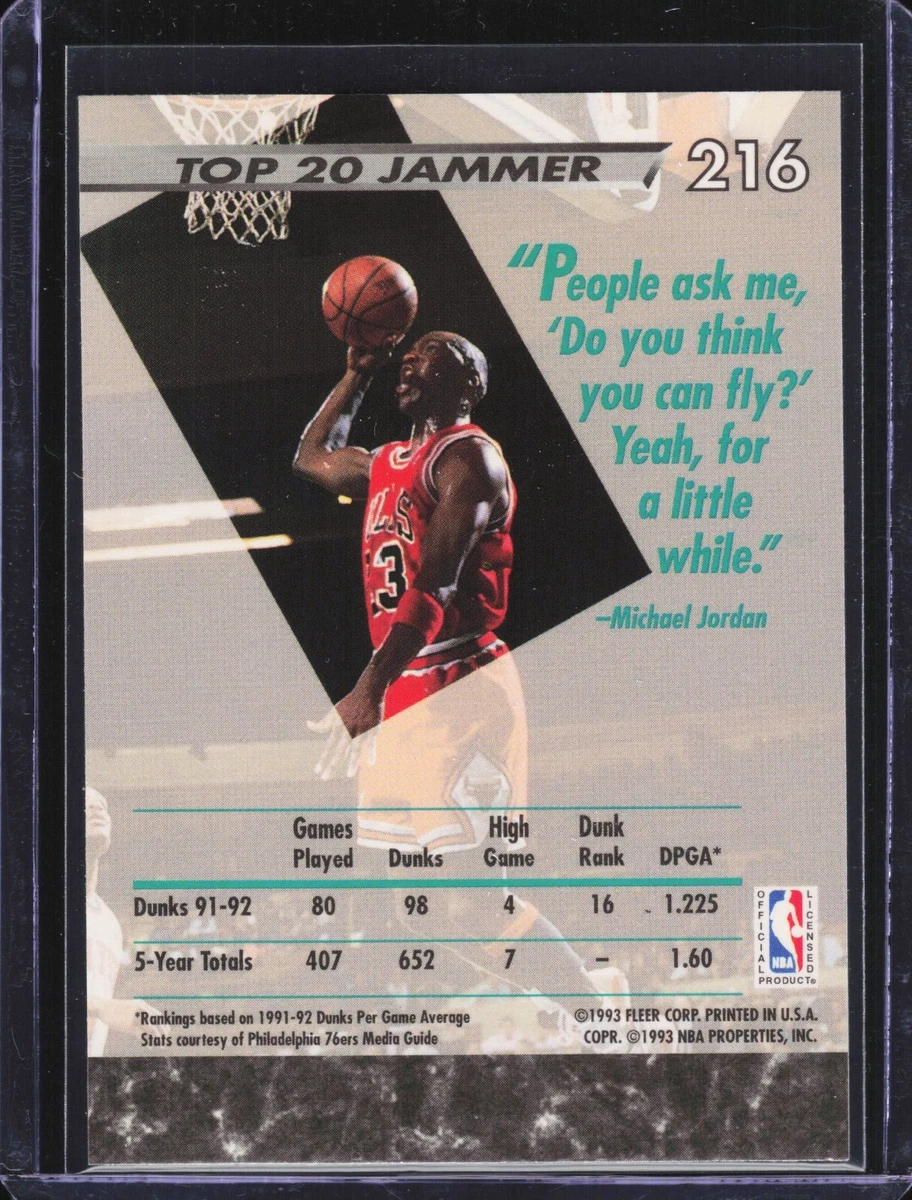 TOP 20 JAMMER
216
“People ask me,
‘Do you think
you can fly?’
Yeah, for
a little
while.”
–Michael Jordan
LLS
3
Games Played Dunks High Game Dunk Rank DPGA*
Dunks 91-92 80 98 4 16 1.225
5-Year Totals 407 652 7 – 1.60
OFFICIAL LICENSED
NBA
PRODUCT®
*Rankings based on 1991-92 Dunks Per Game Average
Stats courtesy of Philadelphia 76ers Media Guide
©1993 FLEER CORP. PRINTED IN U.S.A.
COPR. ©1993 NBA PROPERTIES, INC.